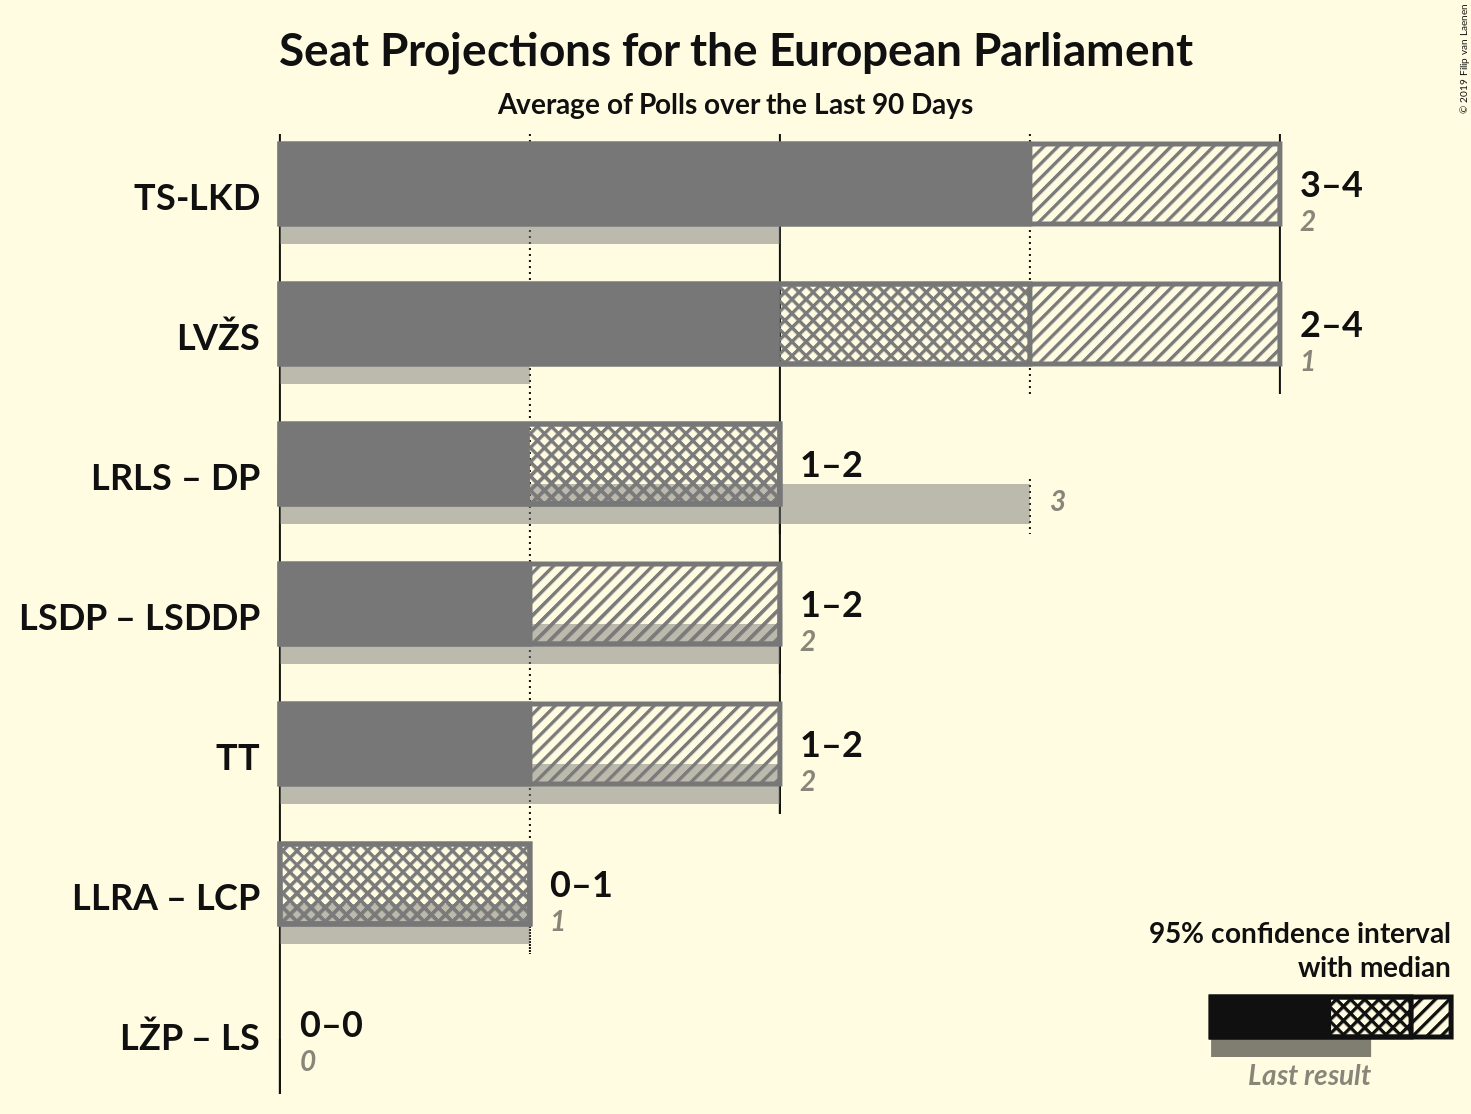 Seat Projections for the European Parliament
Average of Polls over the Last 90 Days
© 2019 Filip van Laenen
TS-LKD
3–4
2
LVŽS
2–4
1
LRLS – DP
1–2
3
LSDP – LSDDP
1–2
2
TT
1–2
2
LLRA – LCP
0–1
1
LŽP – LS
0–0
0
95% confidence interval
with median
Last result